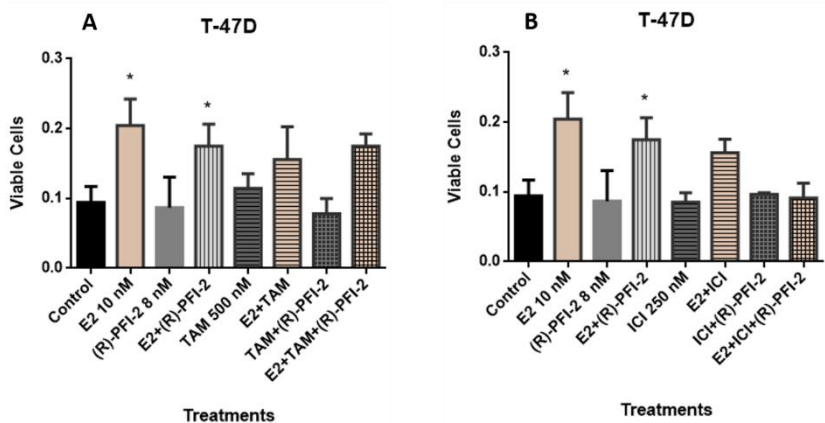 A
T-47D
Viable Cells
0.3
0.2
0.1
0.0
*
*
Control
E2 10 nM
(R)-PFI-2 8 nM
E2+(R)-PFI-2
TAM 500 nM
E2+TAM
TAM+(R)-PFI-2
E2+TAM+(R)-PFI-2
Treatments
B
T-47D
Viable Cells
0.3
0.2
0.1
0.0
*
*
Control
E2 10 nM
(R)-PFI-2 8 nM
E2+(R)-PFI-2
ICI 250 nM
E2+ICI
ICI+(R)-PFI-2
E2+ICI+(R)-PFI-2
Treatments